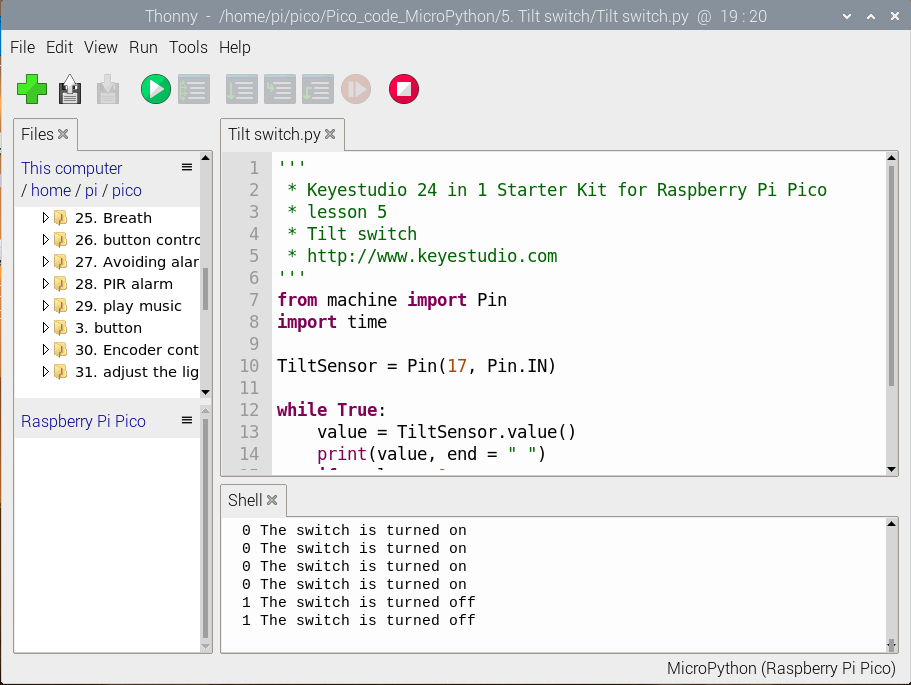 Thonny - /home/pi/pico/Pico_code_MicroPython/5. Tilt switch/Tilt switch.py @ 19 : 20
File Edit View Run Tools Help
Files
This computer
/ home / pi / pico
25. Breath
26. button contro
27. Avoiding alar
28. PIR alarm
29. play music
3. button
30. Encoder cont
31. adjust the lig
Raspberry Pi Pico
Tilt switch.py
1 '''
2 * Keyestudio 24 in 1 Starter Kit for Raspberry Pi Pico
3 * lesson 5
4 * Tilt switch
5 * http://www.keyestudio.com
6 '''
7 from machine import Pin
8 import time
9
10 TiltSensor = Pin(17, Pin.IN)
11
12 while True:
13 value = TiltSensor.value()
14 print(value, end = " ")
Shell
0 The switch is turned on
0 The switch is turned on
0 The switch is turned on
0 The switch is turned on
1 The switch is turned off
1 The switch is turned off
MicroPython (Raspberry Pi Pico)